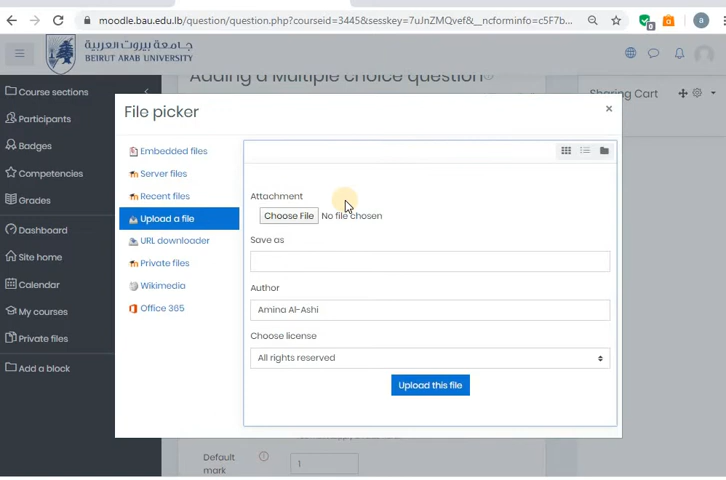 moodle.bau.edu.lb/question/question.php?courseid=3445&sesskey=7uJnZMQvef&__ncforminfo=c5F7b...
0
a
جامعة بيروت العربية
BEIRUT ARAB UNIVERSITY
Adding a Multiple choice question
Sharing Cart
Course sections
Participants
Badges
Competencies
Grades
Dashboard
Site home
Calendar
My courses
Private files
Add a block
File picker
×
Embedded files
Server files
Recent files
Upload a file
URL downloader
Private files
Wikimedia
Office 365
Attachment
Choose File No file chosen
Save as
Author
Amina Al-Ashi
Choose license
All rights reserved
Upload this file
Default
mark
1